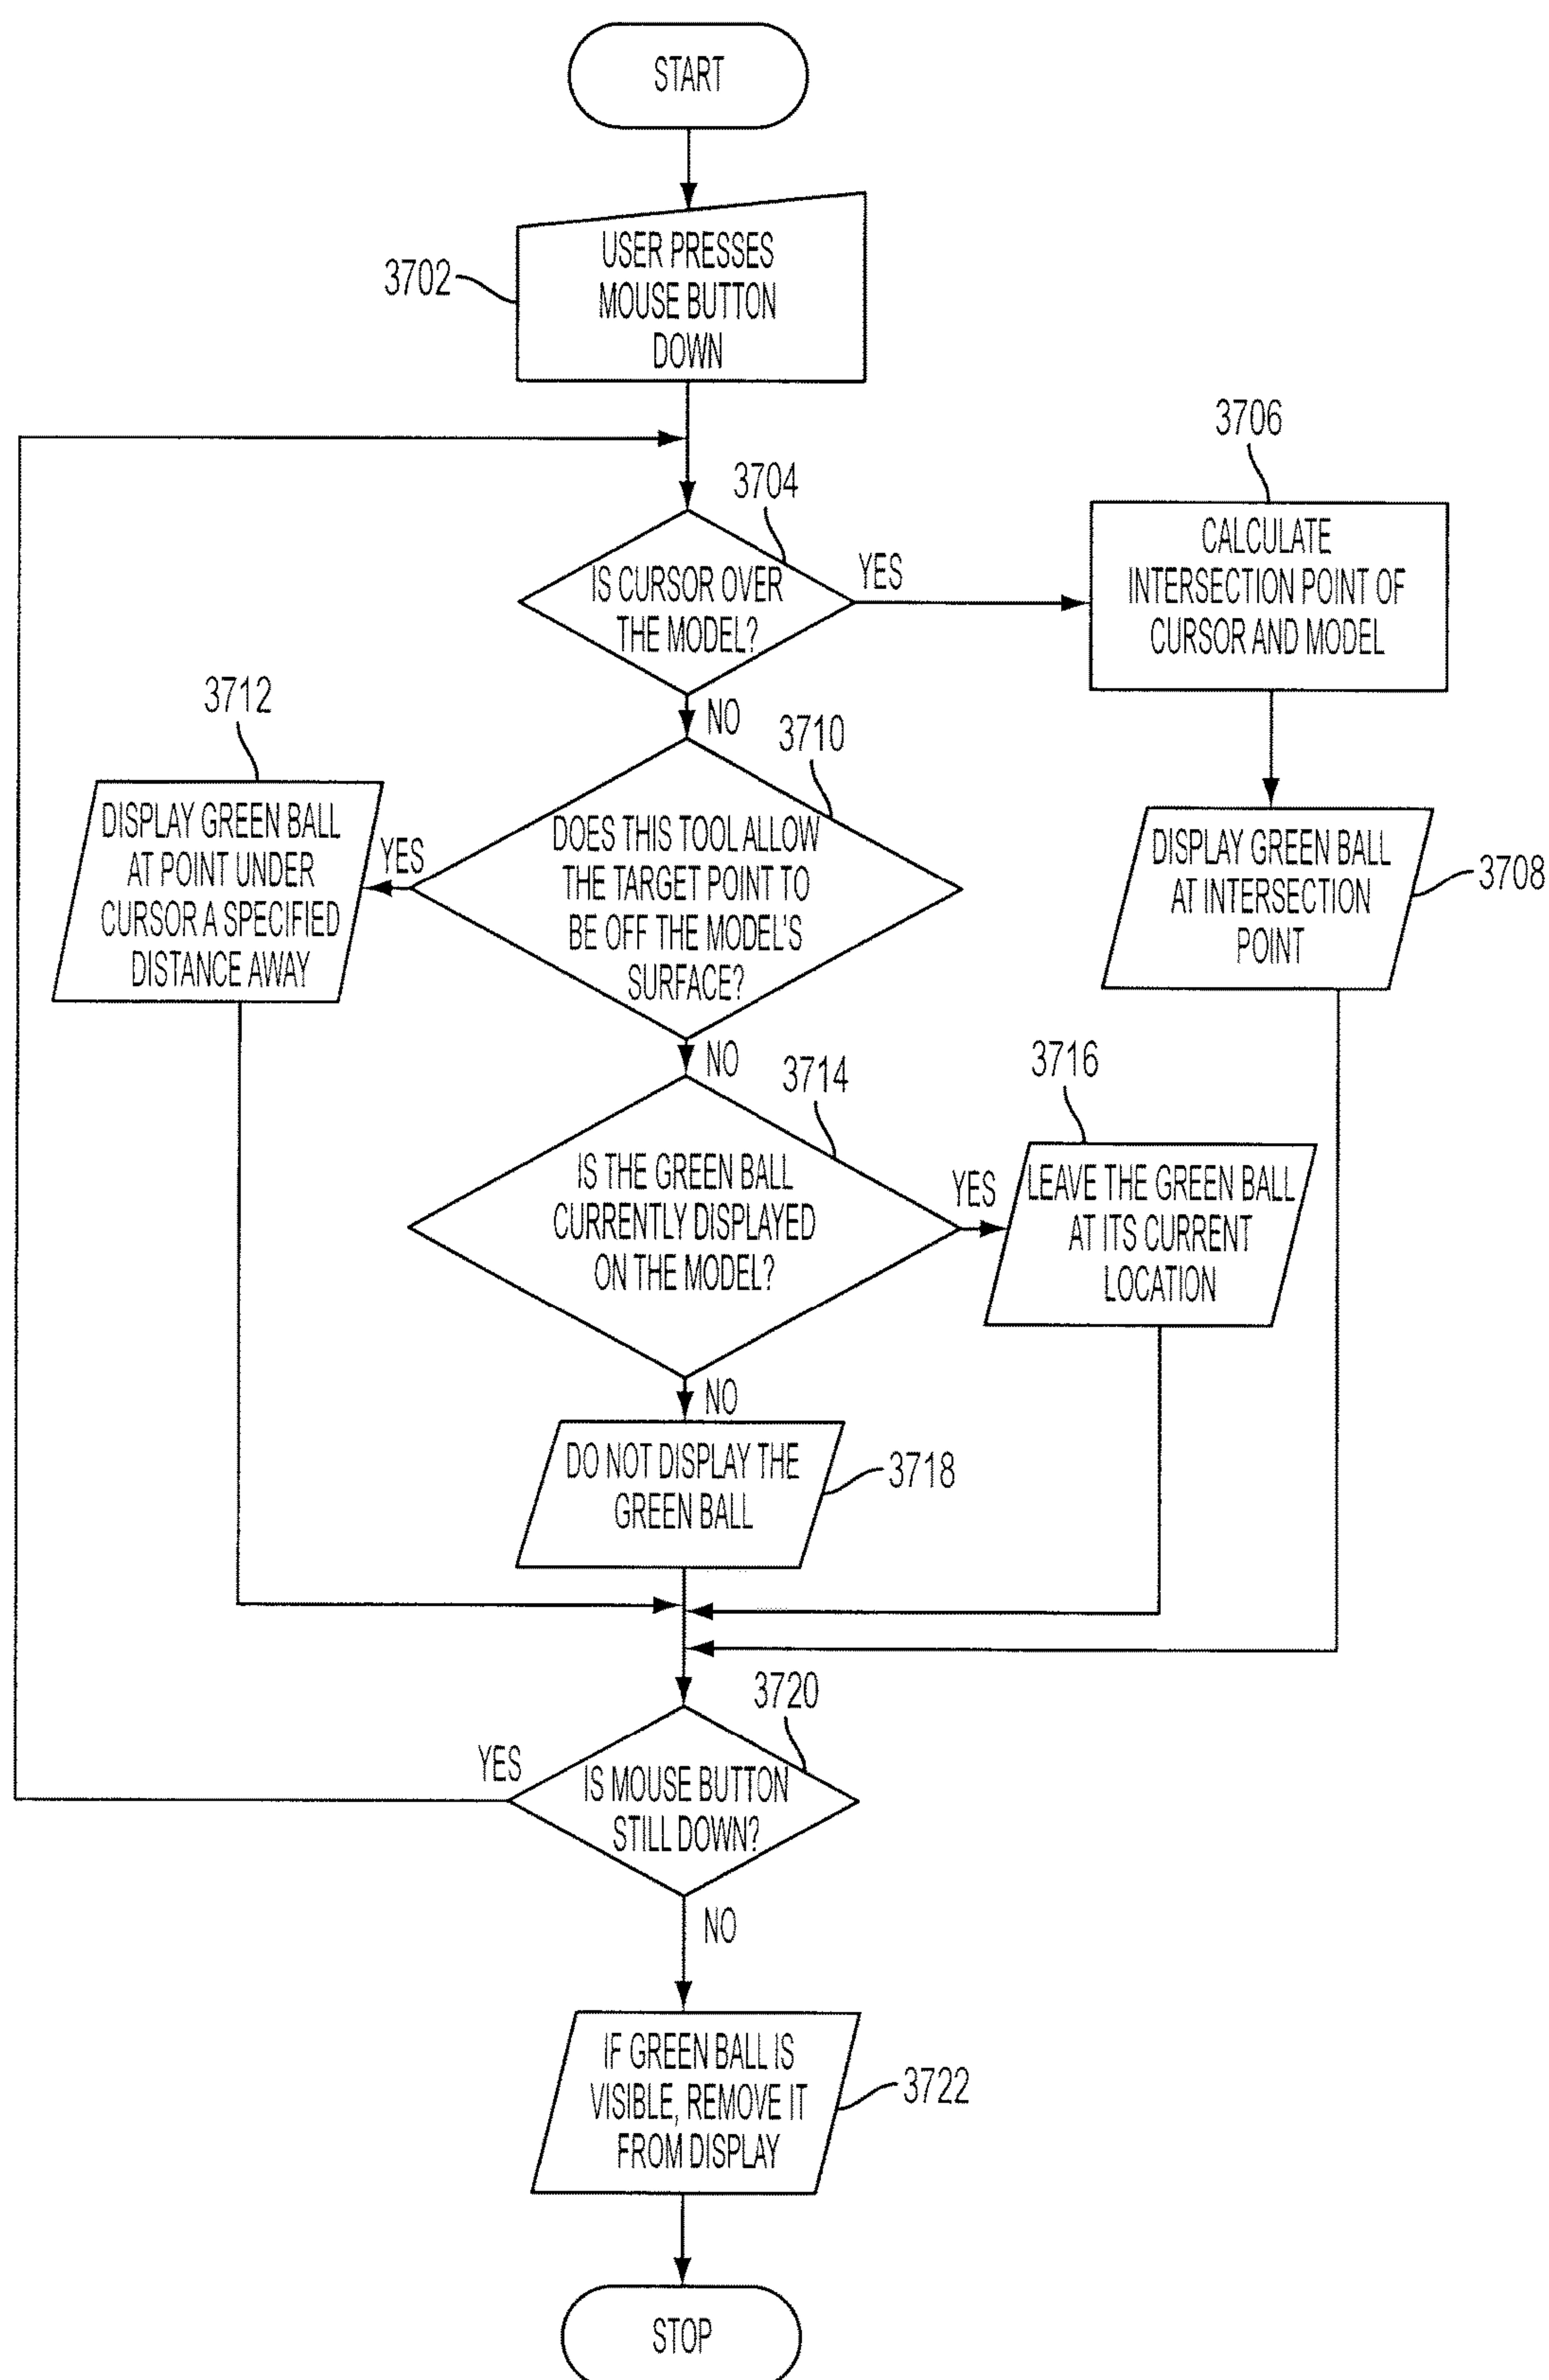 START
USER PRESSES
MOUSE BUTTON
DOWN
3702
3704
IS CURSOR OVER
THE MODEL?
YES
NO
3706
CALCULATE
INTERSECTION POINT OF
CURSOR AND MODEL
DISPLAY GREEN BALL
AT INTERSECTION
POINT
3708
3710
DOES THIS TOOL ALLOW
THE TARGET POINT TO
BE OFF THE MODEL'S
SURFACE?
YES
NO
3712
DISPLAY GREEN BALL
AT POINT UNDER
CURSOR A SPECIFIED
DISTANCE AWAY
3714
IS THE GREEN BALL
CURRENTLY DISPLAYED
ON THE MODEL?
YES
NO
3716
LEAVE THE GREEN BALL
AT ITS CURRENT
LOCATION
DO NOT DISPLAY THE
GREEN BALL
3718
3720
IS MOUSE BUTTON
STILL DOWN?
YES
NO
IF GREEN BALL IS
VISIBLE, REMOVE IT
FROM DISPLAY
3722
STOP